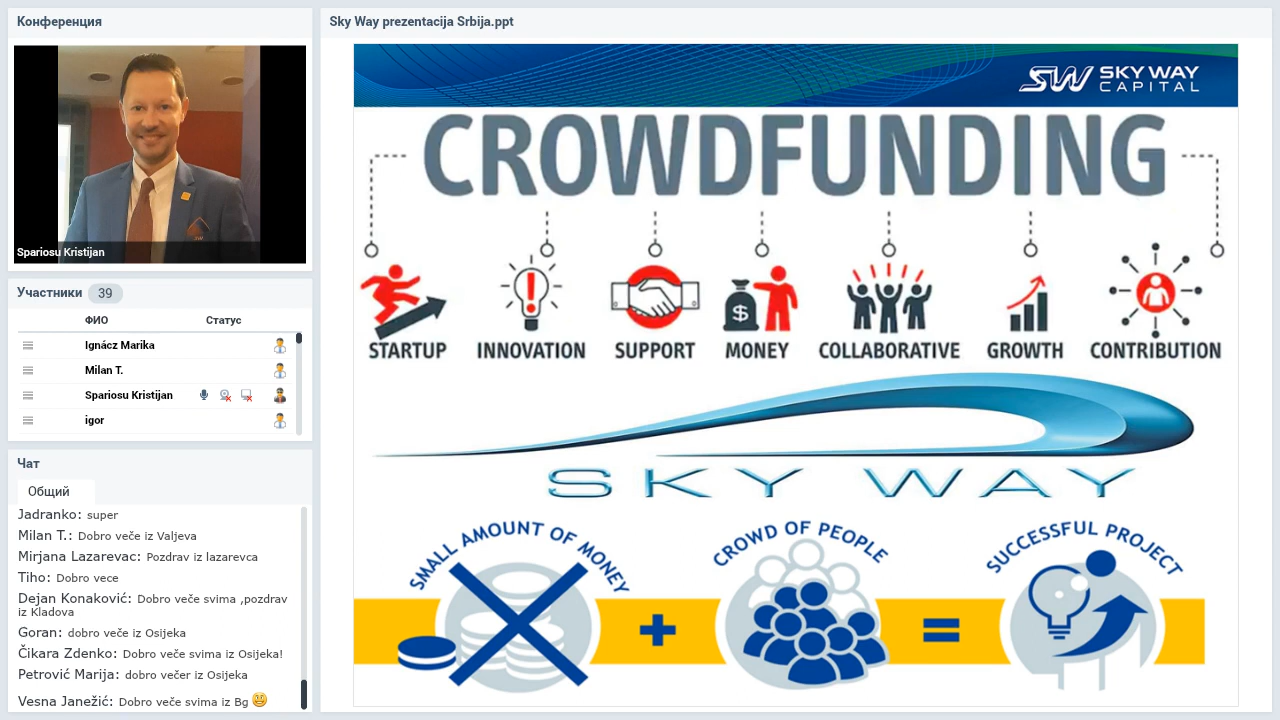 Конференция
Spariosu Kristijan
Участники 39
ФИО Статус
Ignácz Marika
Milan T.
Spariosu Kristijan
igor
Чат
Общий
Jadranko: super
Milan T.: Dobro veče iz Valjeva
Mirjana Lazarevac: Pozdrav iz lazarevca
Tiho: Dobro vece
Dejan Konaković: Dobro veče svima ,pozdrav
iz Kladova
Goran: dobro veče iz Osijeka
Čikara Zdenko: Dobro veče svima iz Osijeka!
Petrović Marija: dobro večer iz Osijeka
Vesna Janežić: Dobro veče svima iz Bg
Sky Way prezentacija Srbija.ppt
SW SKY WAY
CAPITAL
CROWDFUNDING
STARTUP INNOVATION SUPPORT MONEY COLLABORATIVE GROWTH CONTRIBUTION
SKY WAY
SMALL AMOUNT OF MONEY
CROWD OF PEOPLE
SUCCESSFUL PROJECT